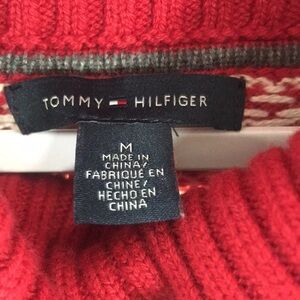 TOMMY HILFIGER
M
MADE IN
CHINA/
FABRIQUE EN
CHINE/
HECHO EN
CHINA